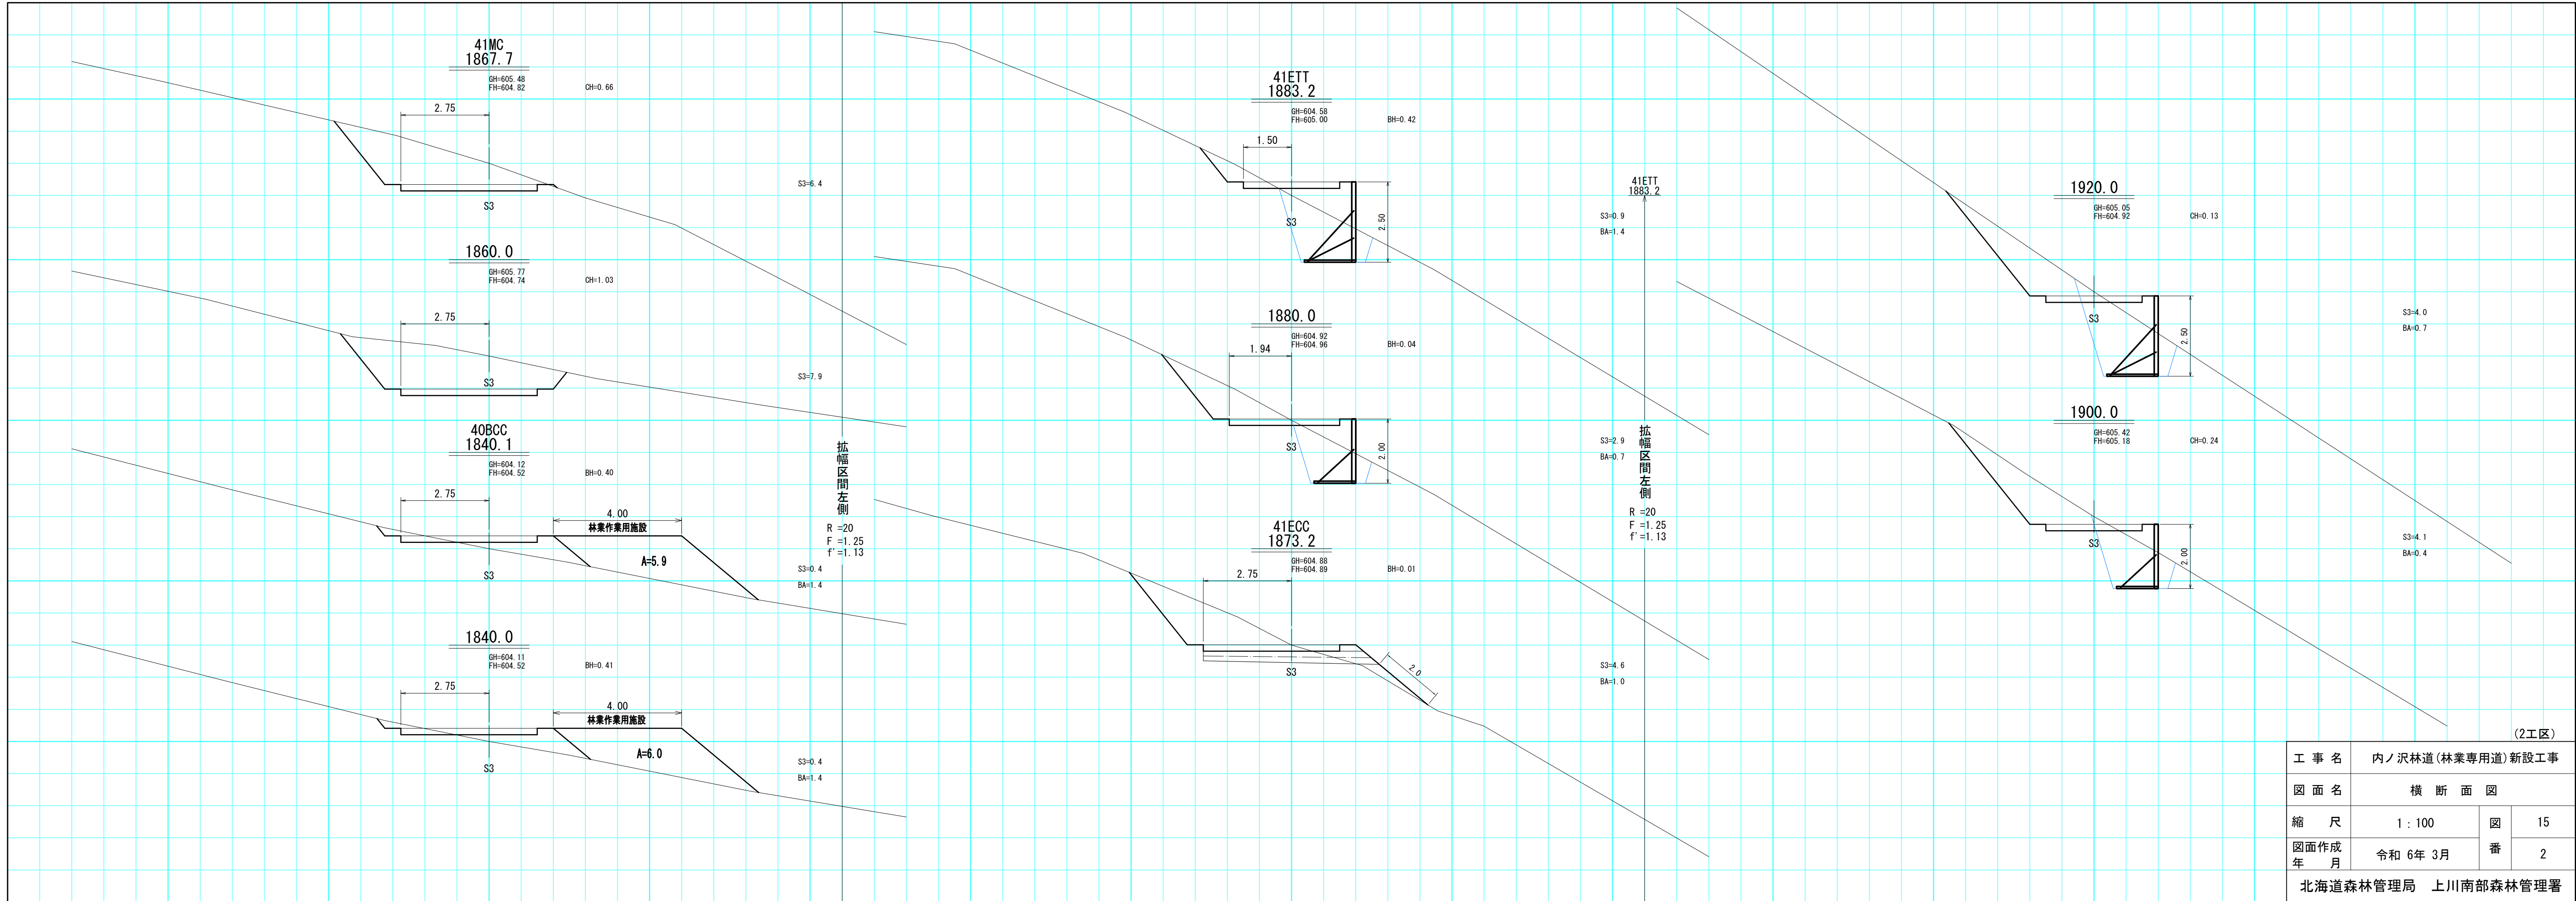 41MC
1867.7
GH=605.48
FH=604.82
CH=0.66
2.75
S3
S3=6.4
1860.0
GH=605.77
FH=604.74
CH=1.03
2.75
S3
S3=7.9
40BCC
1840.1
GH=604.12
FH=604.52
BH=0.40
2.75
4.00
林業作業用施設
A=5.9
S3
S3=0.4
BA=1.4
1840.0
GH=604.11
FH=604.52
BH=0.41
2.75
4.00
林業作業用施設
A=6.0
S3
S3=0.4
BA=1.4
拡幅区間左側
R =20
F =1.25
f'=1.13
41ETT
1883.2
GH=604.58
FH=605.00
BH=0.42
1.50
S3
2.50
S3=0.9
BA=1.4
1880.0
GH=604.92
FH=604.96
BH=0.04
1.94
S3
2.00
S3=2.9
BA=0.7
41ECC
1873.2
GH=604.88
FH=604.89
BH=0.01
2.75
S3
2.0
S3=4.6
BA=1.0
41ETT
1883.2
拡幅区間左側
R =20
F =1.25
f'=1.13
1920.0
GH=605.05
FH=604.92
CH=0.13
S3
2.50
S3=4.0
BA=0.7
1900.0
GH=605.42
FH=605.18
CH=0.24
S3
2.00
S3=4.1
BA=0.4
(2工区)
工 事 名 内ノ沢林道(林業専用道)新設工事
図 面 名 横 断 面 図
縮 尺 1：100 図 15
図面作成
年 月 令和 6年 3月 番 2
北海道森林管理局 上川南部森林管理署